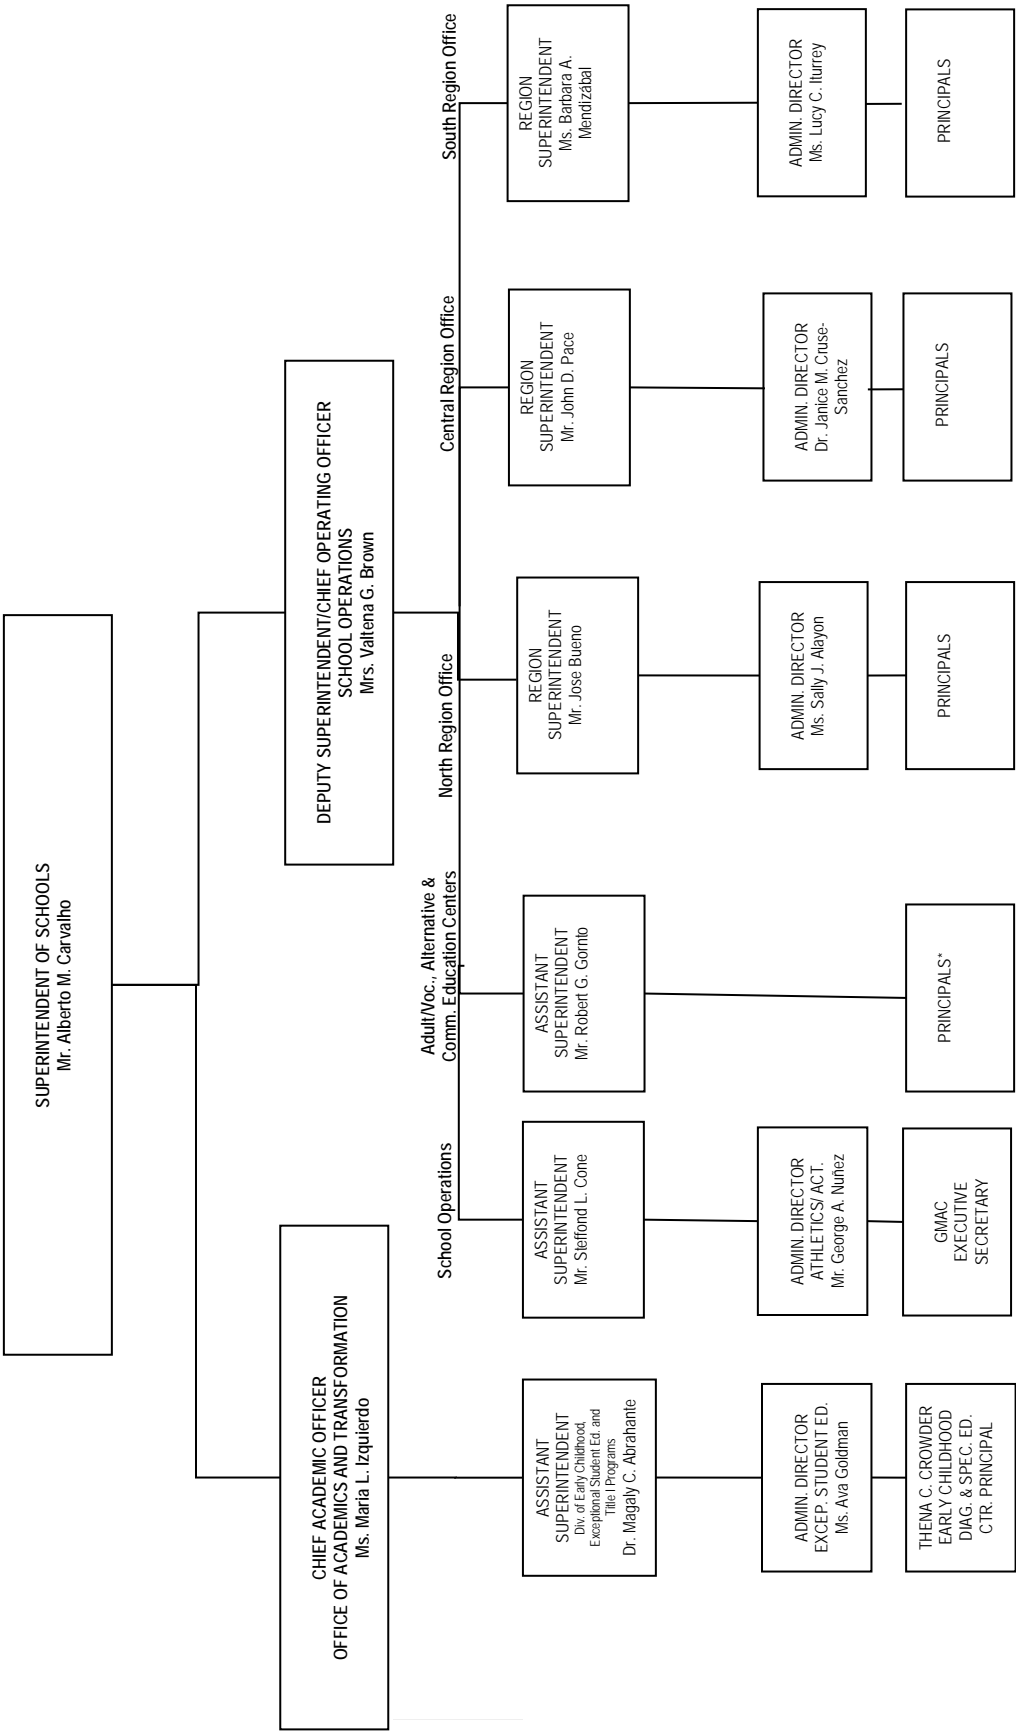 SUPERINTENDENT OF SCHOOLS
Mr. Alberto M. Carvalho
CHIEF ACADEMIC OFFICER
OFFICE OF ACADEMICS AND TRANSFORMATION
Ms. Maria L. Izquierdo
DEPUTY SUPERINTENDENT/CHIEF OPERATING OFFICER
SCHOOL OPERATIONS
Mrs. Valtena G. Brown
School Operations
Adult/Voc., Alternative &
Comm. Education Centers
North Region Office
Central Region Office
South Region Office
ASSISTANT
SUPERINTENDENT
Div. of Early Childhood,
Exceptional Student Ed. and
Title I Programs
Dr. Magaly C. Abrahante
ASSISTANT
SUPERINTENDENT
Mr. Steffond L. Cone
ASSISTANT
SUPERINTENDENT
Mr. Robert G. Gornto
REGION
SUPERINTENDENT
Mr. Jose Bueno
REGION
SUPERINTENDENT
Mr. John D. Pace
REGION
SUPERINTENDENT
Ms. Barbara A.
Mendizábal
ADMIN. DIRECTOR
EXCEP. STUDENT ED.
Ms. Ava Goldman
ADMIN. DIRECTOR
ATHLETICS/ ACT.
Mr. George A. Nuñez
ADMIN. DIRECTOR
Ms. Sally J. Alayon
ADMIN. DIRECTOR
Dr. Janice M. Cruse-
Sanchez
ADMIN. DIRECTOR
Ms. Lucy C. Iturrey
THENA C. CROWDER
EARLY CHILDHOOD
DIAG. & SPEC. ED.
CTR. PRINCIPAL
GMAC
EXECUTIVE
SECRETARY
PRINCIPALS*
PRINCIPALS
PRINCIPALS
PRINCIPALS